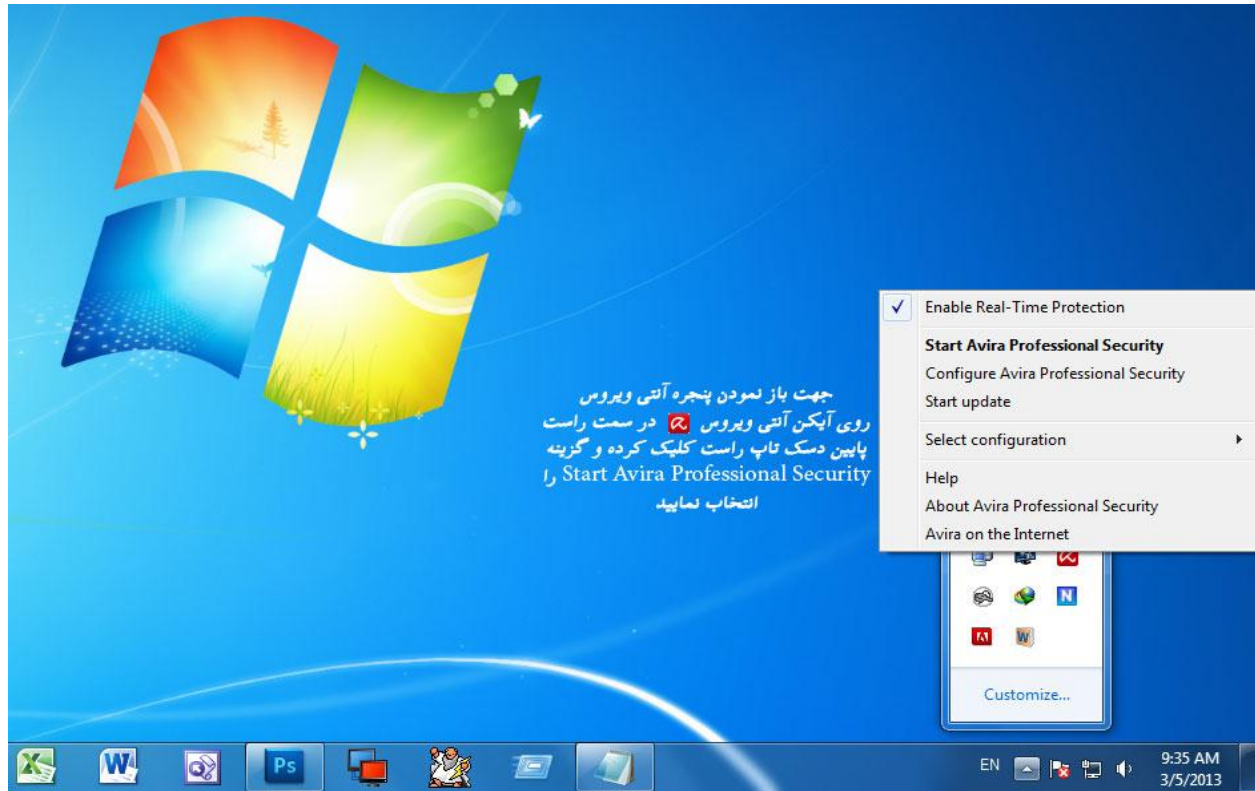 جهت باز نمودن پنجره آنتی ویروس
روی آیکن آنتی ویروس در سمت راست
پایین دسک تاپ راست کلیک کرده و گزینه
Start Avira Professional Security را
انتخاب نمایید
Enable Real-Time Protection
Start Avira Professional Security
Configure Avira Professional Security
Start update
Select configuration
Help
About Avira Professional Security
Avira on the Internet
N
W
Customize...
W
Ps
EN
9:35 AM
3/5/2013